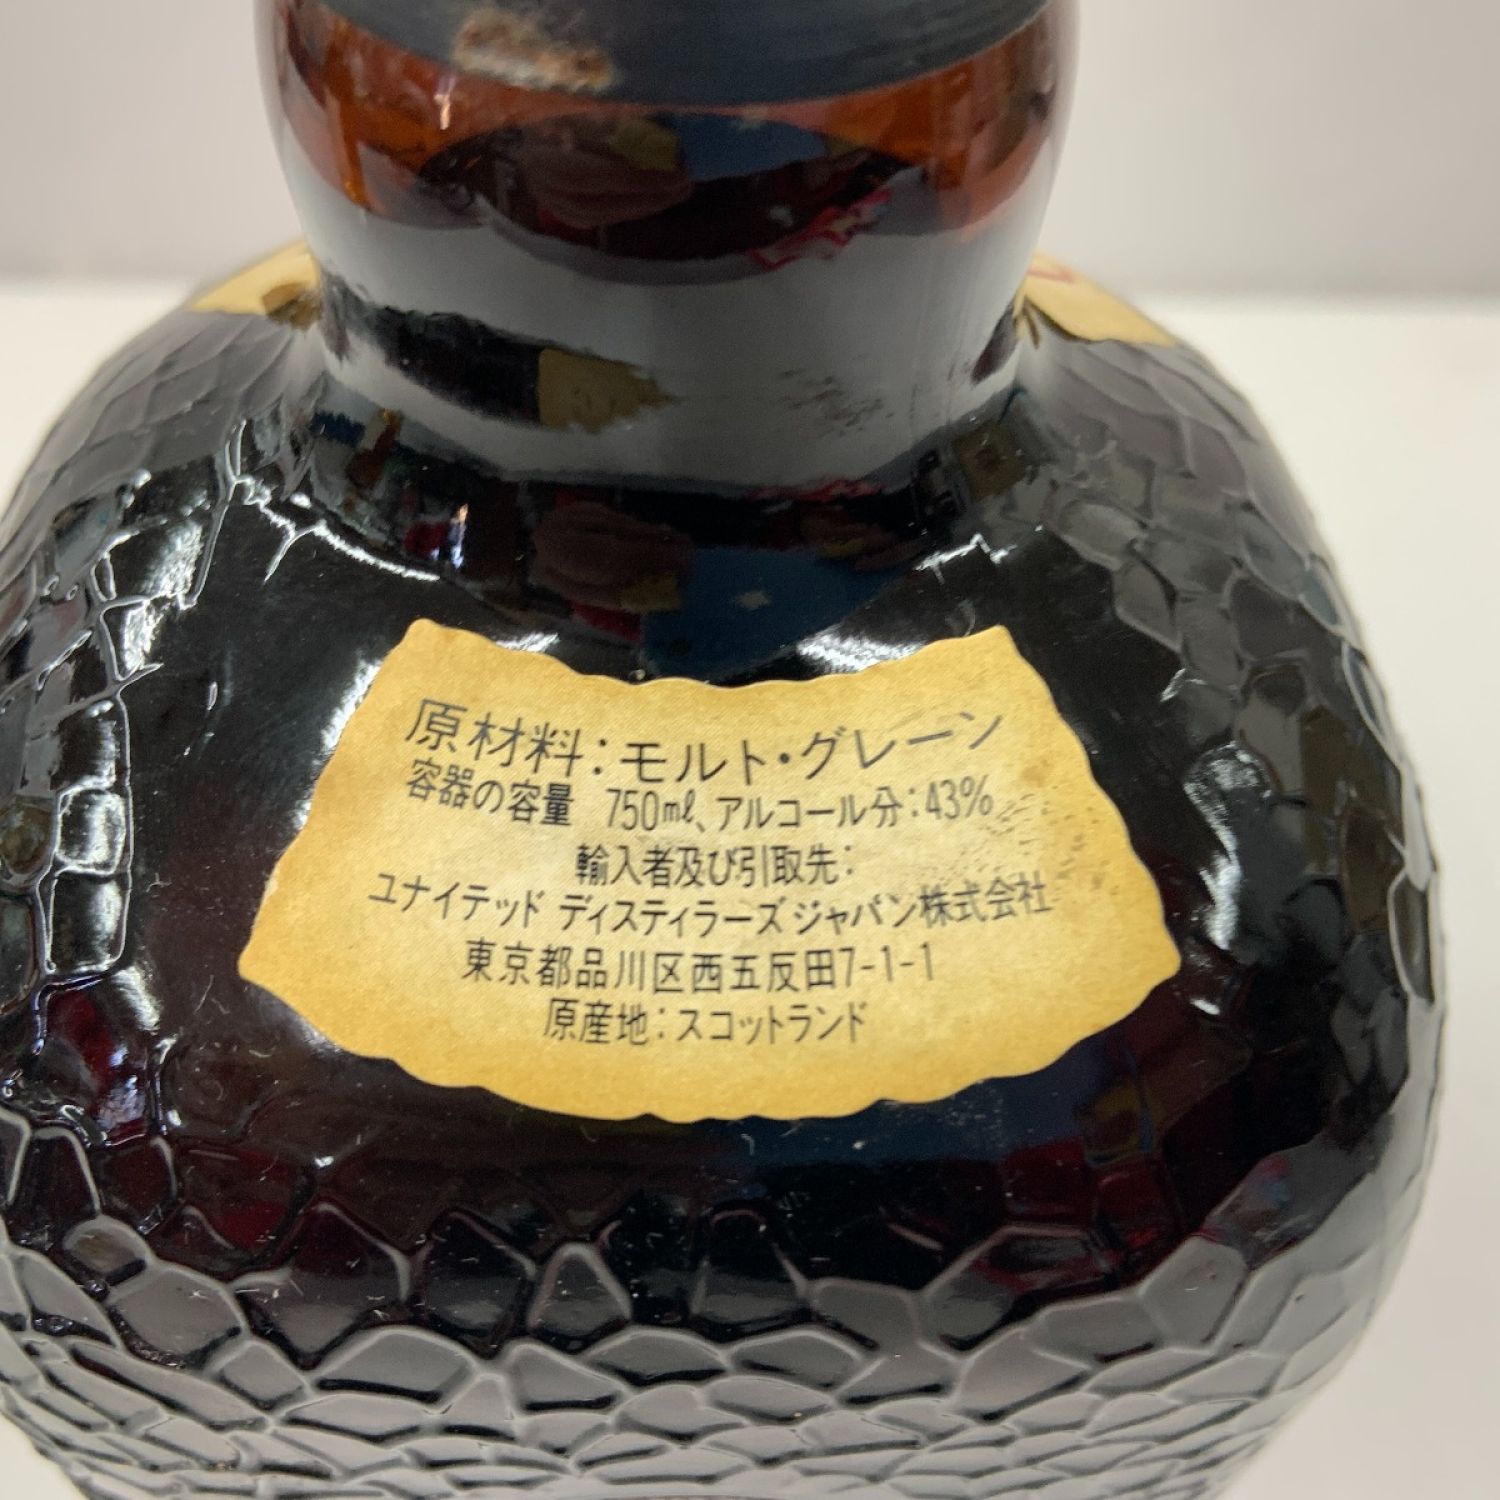 原材料：モルト・グレーン
容器の容量 750mℓ、アルコール分：43%
輸入者及び引取先：
ユナイテッド ディスティラーズ ジャパン株式会社
東京都品川区西五反田7-1-1
原産地：スコットランド